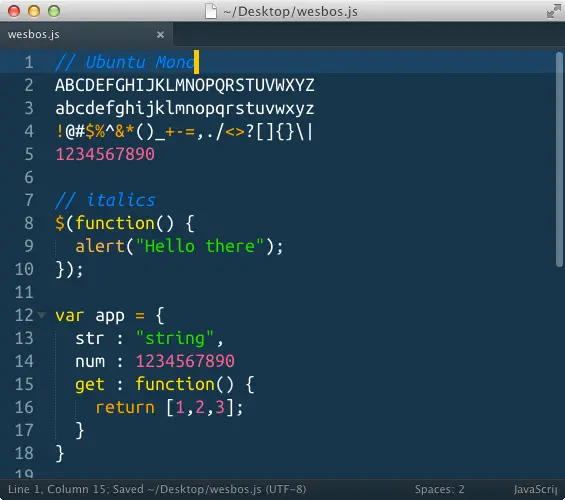 ~/Desktop/wesbos.js
wesbos.js
1 // Ubuntu Mono
2 ABCDEFGHIJKLMNOPQRSTUVWXYZ
3 abcdefghijklmnopqrstuvwxyz
4 !@#$%^&*()_+-=,./<>?[]{}\|
5 1234567890
6
7 // italics
8 $(function() {
9   alert("Hello there");
10 });
11
12 var app = {
13   str : "string",
14   num : 1234567890
15   get : function() {
16     return [1,2,3];
17   }
18 }
19
Line 1, Column 15; Saved ~/Desktop/wesbos.js (UTF-8) Spaces: 2 JavaScrip